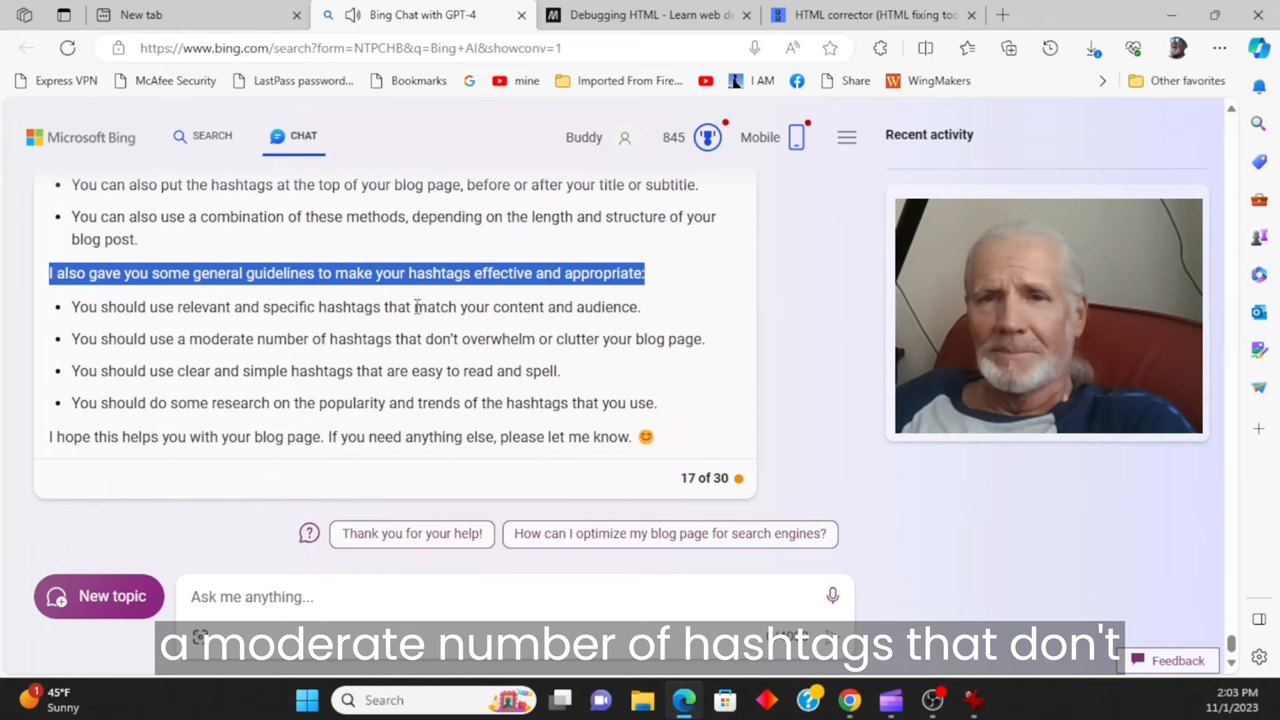 New tab
Bing Chat with GPT-4
Debugging HTML - Learn web de
HTML corrector (HTML fixing too
https://www.bing.com/search?form=NTPCHB&q=Bing+AI&showconv=1
Express VPN
McAfee Security
LastPass password...
Bookmarks
mine
Imported From Fire...
I AM
Share
WingMakers
Other favorites
Microsoft Bing
SEARCH
CHAT
Buddy
845
Mobile
Recent activity
• You can also put the hashtags at the top of your blog page, before or after your title or subtitle.
• You can also use a combination of these methods, depending on the length and structure of your
blog post.
I also gave you some general guidelines to make your hashtags effective and appropriate:
• You should use relevant and specific hashtags that match your content and audience.
• You should use a moderate number of hashtags that don't overwhelm or clutter your blog page.
• You should use clear and simple hashtags that are easy to read and spell.
• You should do some research on the popularity and trends of the hashtags that you use.
I hope this helps you with your blog page. If you need anything else, please let me know. 😊
17 of 30
Thank you for your help!
How can I optimize my blog page for search engines?
New topic
Ask me anything...
a moderate number of hashtags that don't
Feedback
1
45°F
Sunny
Search
2:03 PM
11/1/2023